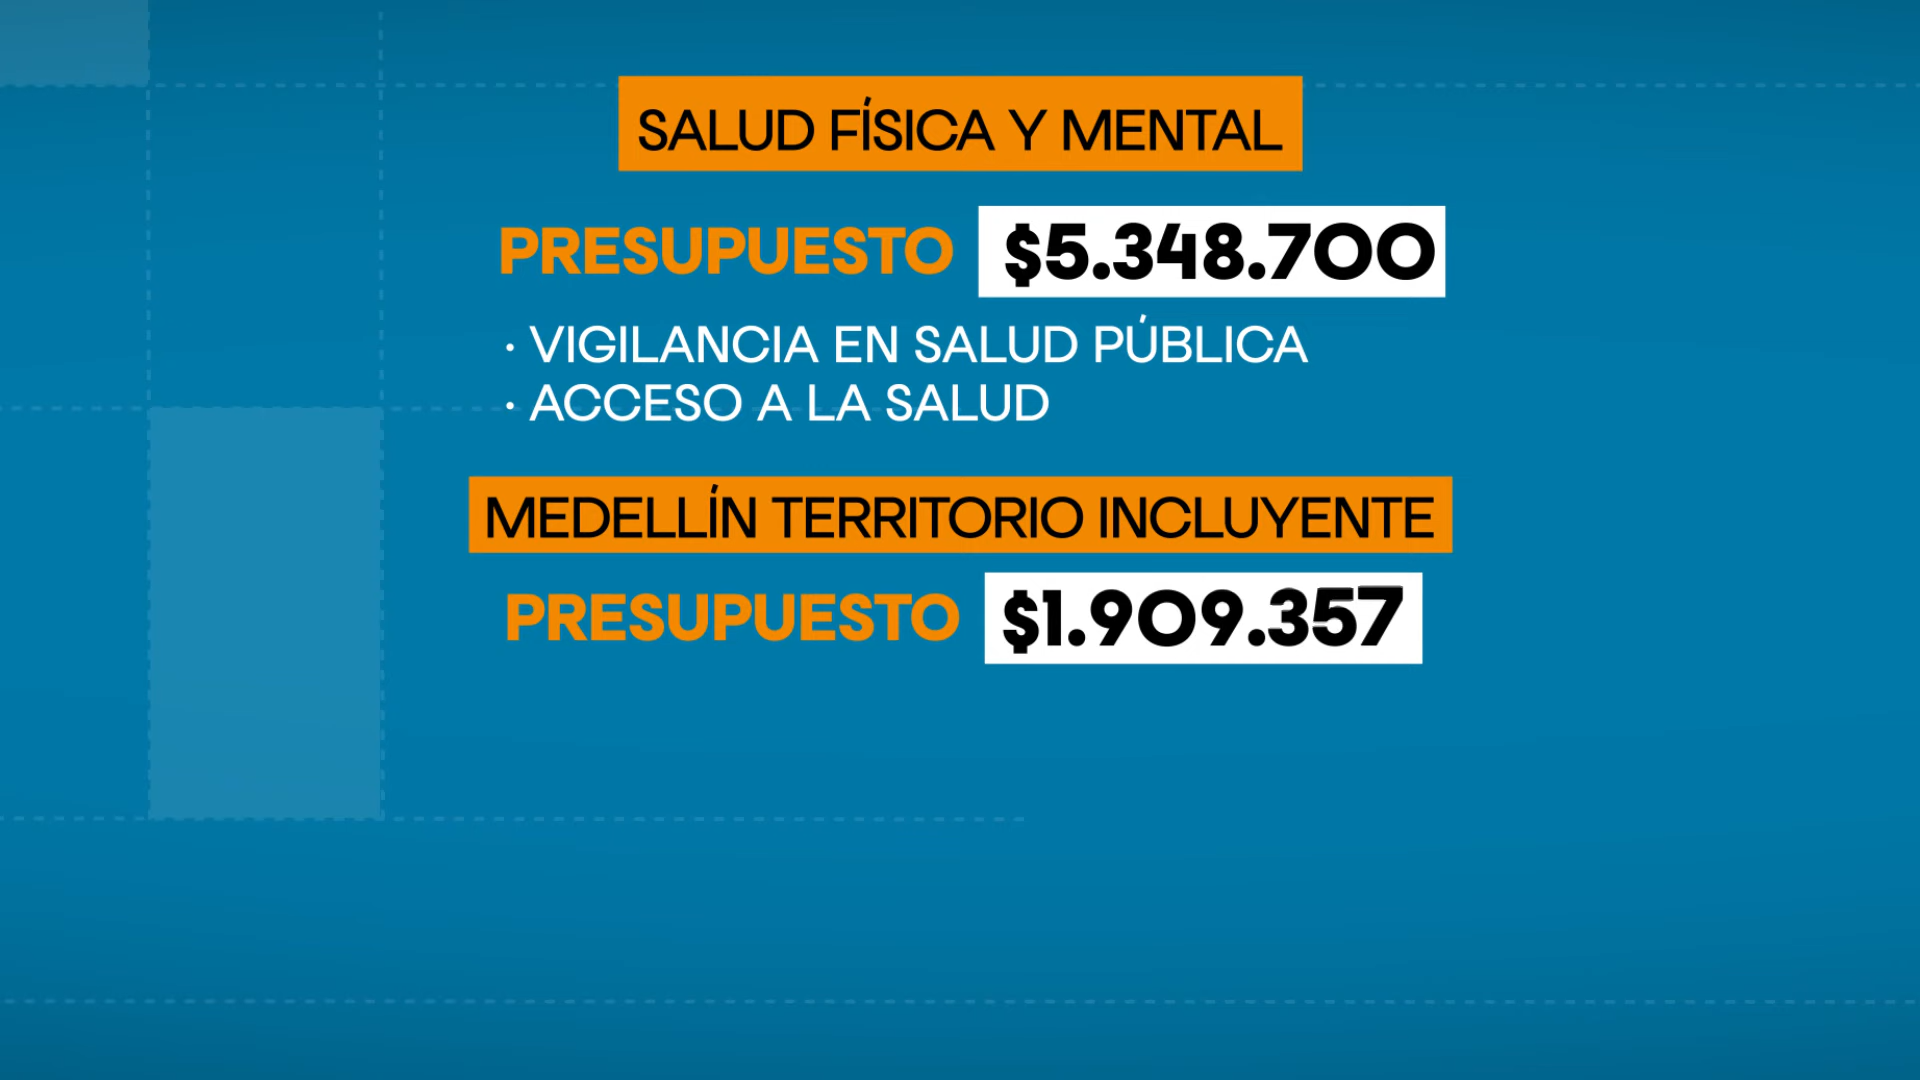 SALUD FÍSICA Y MENTAL
PRESUPUESTO $5.348.700
· VIGILANCIA EN SALUD PÚBLICA
· ACCESO A LA SALUD
MEDELLÍN TERRITORIO INCLUYENTE
PRESUPUESTO $1.909.357